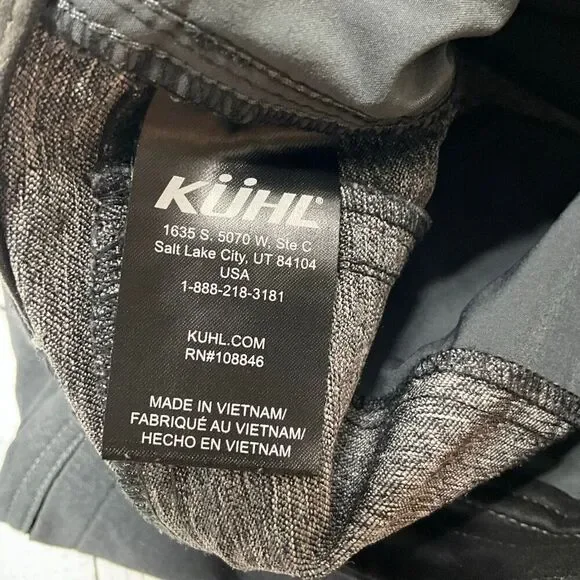 KÜHL®
1635 S. 5070 W. Ste C
Salt Lake City, UT 84104
USA
1-888-218-3181
KUHL.COM
RN#108846
MADE IN VIETNAM/
FABRIQUÉ AU VIETNAM/
HECHO EN VIETNAM